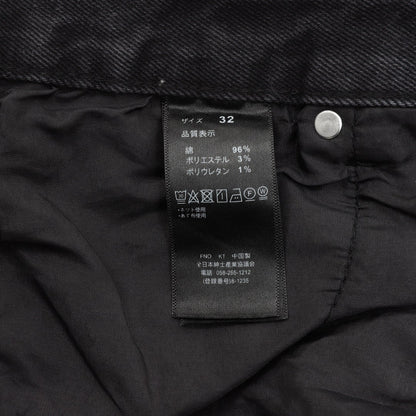 サイズ 32
品質表示
綿 96%
ポリエステル 3%
ポリウレタン 1%
・ネット使用
・あて布使用
FNO KT 中国製
全日本紳士産業協議会
電話 058-255-1212
(登録番号)8-1235